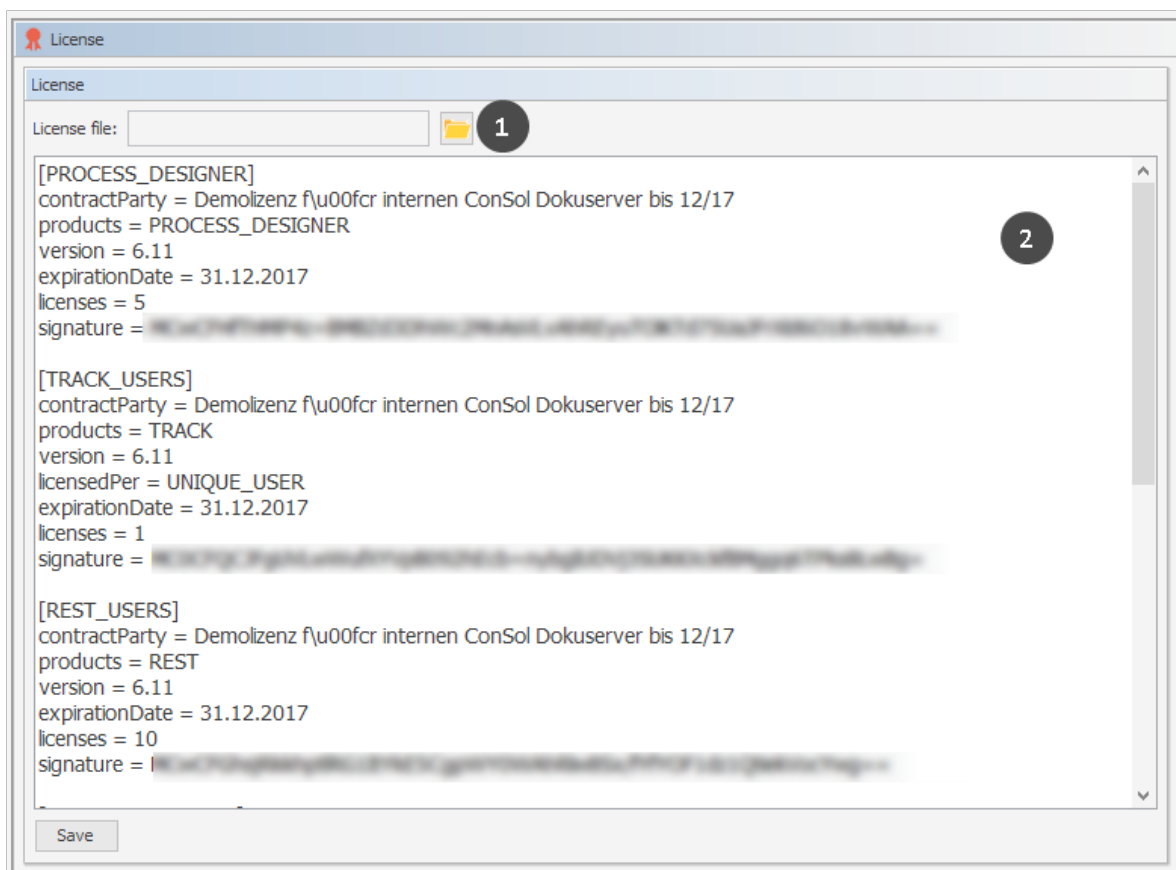 License
License
License file:
1
[PROCESS_DESIGNER]
contractParty = Demolizenz f\u00fcr internen ConSol Dokuserver bis 12/17
products = PROCESS_DESIGNER
2
version = 6.11
expirationDate = 31.12.2017
licenses = 5
signature =
[TRACK_USERS]
contractParty = Demolizenz f\u00fcr internen ConSol Dokuserver bis 12/17
products = TRACK
version = 6.11
licensedPer = UNIQUE_USER
expirationDate = 31.12.2017
licenses = 1
signature =
[REST_USERS]
contractParty = Demolizenz f\u00fcr internen ConSol Dokuserver bis 12/17
products = REST
version = 6.11
expirationDate = 31.12.2017
licenses = 10
signature =
Save